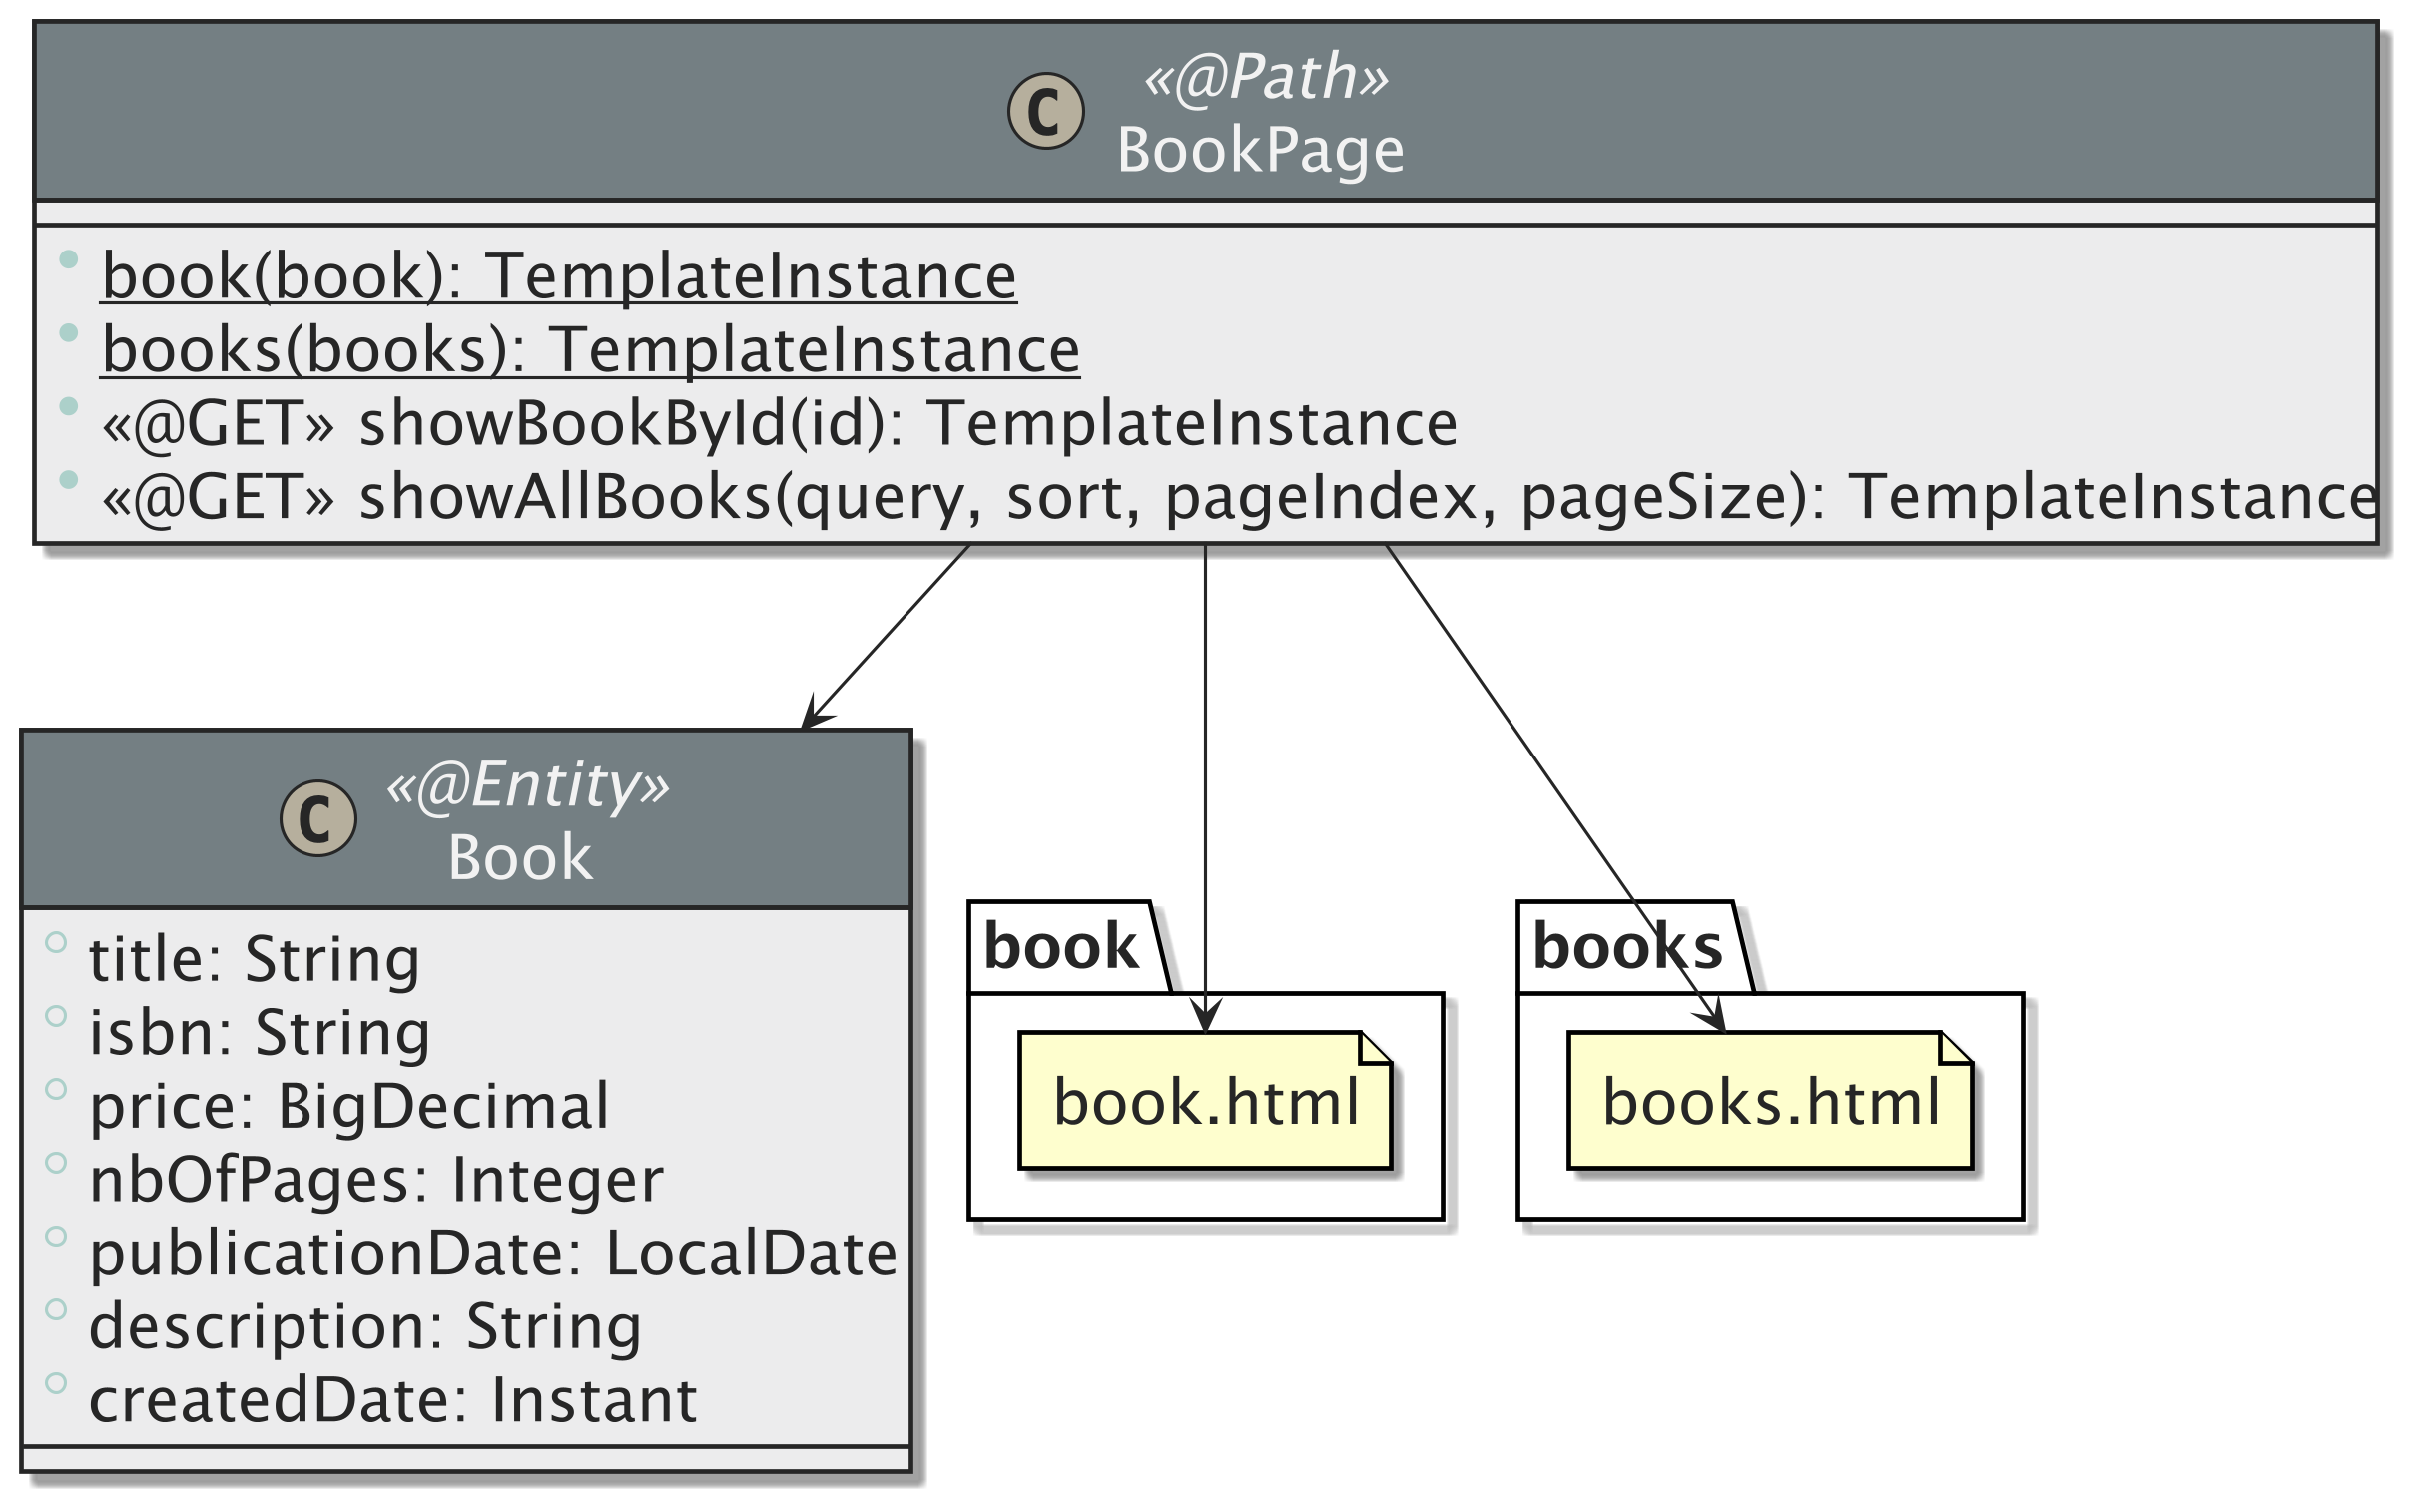 C
«@Path»
BookPage
book(book): TemplateInstance
books(books): TemplateInstance
«@GET» showBookById(id): TemplateInstance
«@GET» showAllBooks(query, sort, pageIndex, pageSize): TemplateInstance
C
«@Entity»
Book
title: String
isbn: String
price: BigDecimal
nbOfPages: Integer
publicationDate: LocalDate
description: String
createdDate: Instant
book
book.html
books
books.html